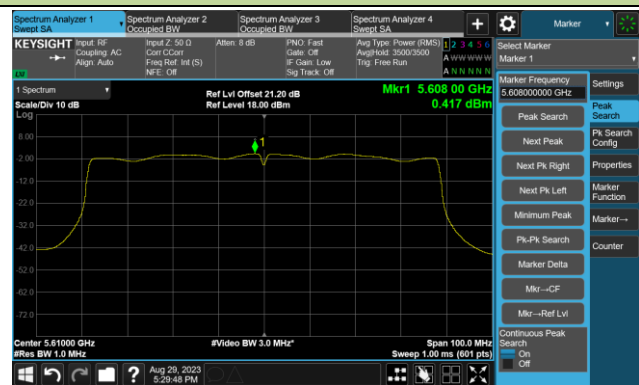 Spectrum Analyzer 1
Swept SA
Spectrum Analyzer 2
Occupied BW
Spectrum Analyzer 3
Occupied BW
Spectrum Analyzer 4
Swept SA
+
Marker
KEYSIGHT
LW
Input: RF
Coupling: AC
Align: Auto
Input Z: 50 Ω
Corr CCorr
Freq Ref: Int (S)
NFE: Off
Atten: 8 dB
PNO: Fast
Gate: Off
IF Gain: Low
Sig Track: Off
Avg Type: Power (RMS)
Avg|Hold: 3500/3500
Trig: Free Run
1 2 3 4 5 6
A W W W W W
A N N N N N
Select Marker
Marker 1
1 Spectrum
Scale/Div 10 dB
Log
Ref Lvl Offset 21.20 dB
Ref Level 18.00 dBm
Mkr1 5.608 00 GHz
0.417 dBm
8.00
-2.00
-12.0
-22.0
-32.0
-42.0
-52.0
-62.0
-72.0
1
Center 5.61000 GHz
#Res BW 1.0 MHz
#Video BW 3.0 MHz*
Span 100.0 MHz
Sweep 1.00 ms (601 pts)
Marker Frequency
5.608000000 GHz
Peak Search
Next Peak
Next Pk Right
Next Pk Left
Minimum Peak
Pk-Pk Search
Marker Delta
Mkr→CF
Mkr→Ref Lvl
Continuous Peak
Search
On
Off
Settings
Peak
Search
Pk Search
Config
Properties
Marker
Function
Marker→
Counter
?
Aug 29, 2023
5:29:48 PM